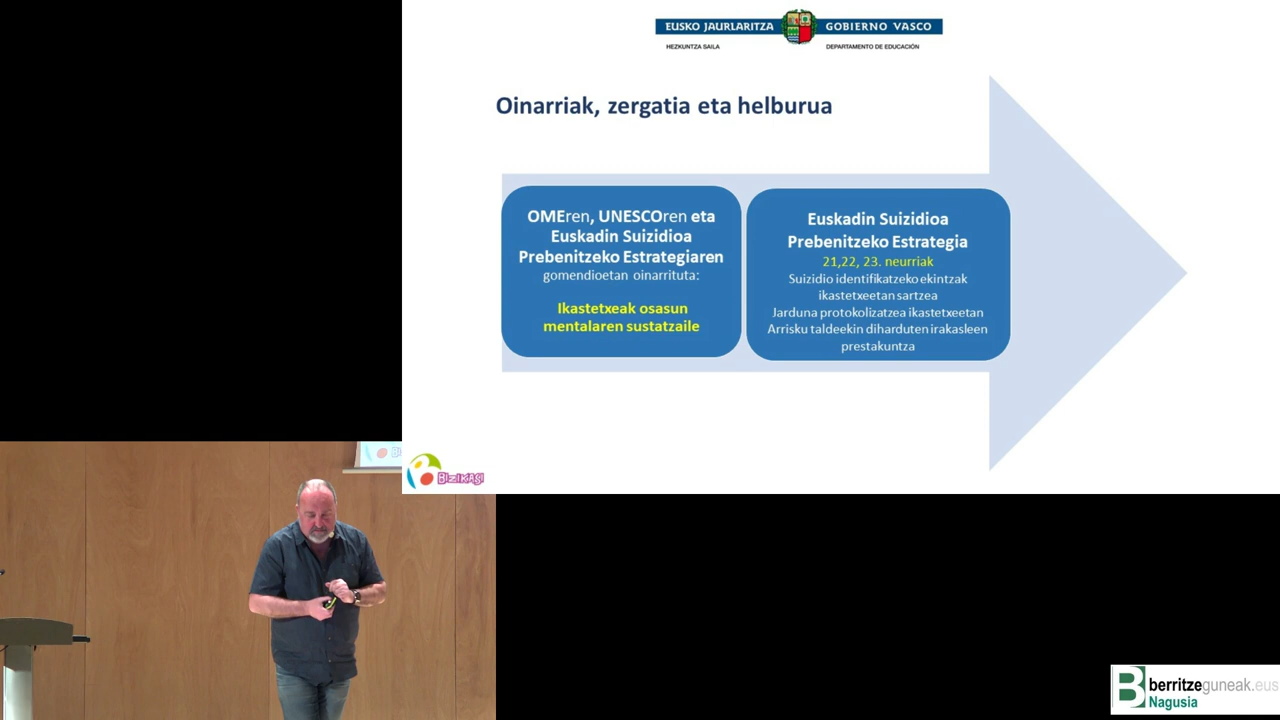 EUSKO JAURLARITZA
GOBIERNO VASCO
HEZKUNTZA SAILA
DEPARTAMENTO DE EDUCACIÓN
Oinarriak, zergatia eta helburua
OMEren, UNESCOren eta
Euskadin Suizidioa
Prebenitzeko Estrategiaren
gomendioetan oinarrituta:
Ikastetxeak osasun
mentalaren sustatzaile
Euskadin Suizidioa
Prebenitzeko Estrategia
21,22, 23. neurriak
Suizidio identifikatzeko ekintzak
ikastetxeetan sartzea
Jarduna protokolizatzea ikastetxeetan
Arrisku taldeekin diharduten irakasleen
prestakuntza
BIZIKASI
berritzeguneak.eus
Nagusia